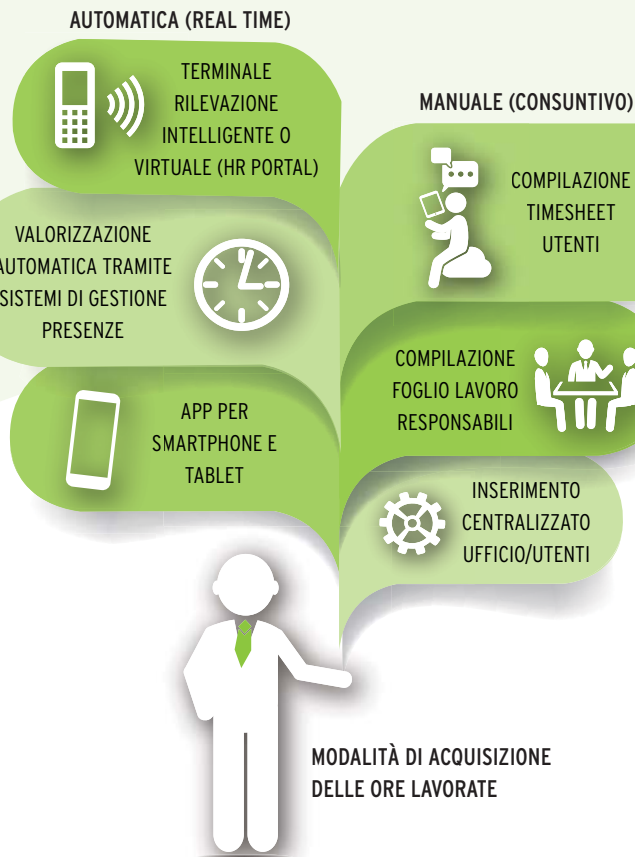 AUTOMATICA (REAL TIME)
TERMINALE
RILEVAZIONE
INTELLIGENTE O
VIRTUALE (HR PORTAL)
VALORIZZAZIONE
AUTOMATICA TRAMITE
SISTEMI DI GESTIONE
PRESENZE
APP PER
SMARTPHONE E
TABLET
MANUALE (CONSUNTIVO)
COMPILAZIONE
TIMESHEET
UTENTI
COMPILAZIONE
FOGLIO LAVORO
RESPONSABILI
INSERIMENTO
CENTRALIZZATO
UFFICIO/UTENTI
MODALITÀ DI ACQUISIZIONE
DELLE ORE LAVORATE